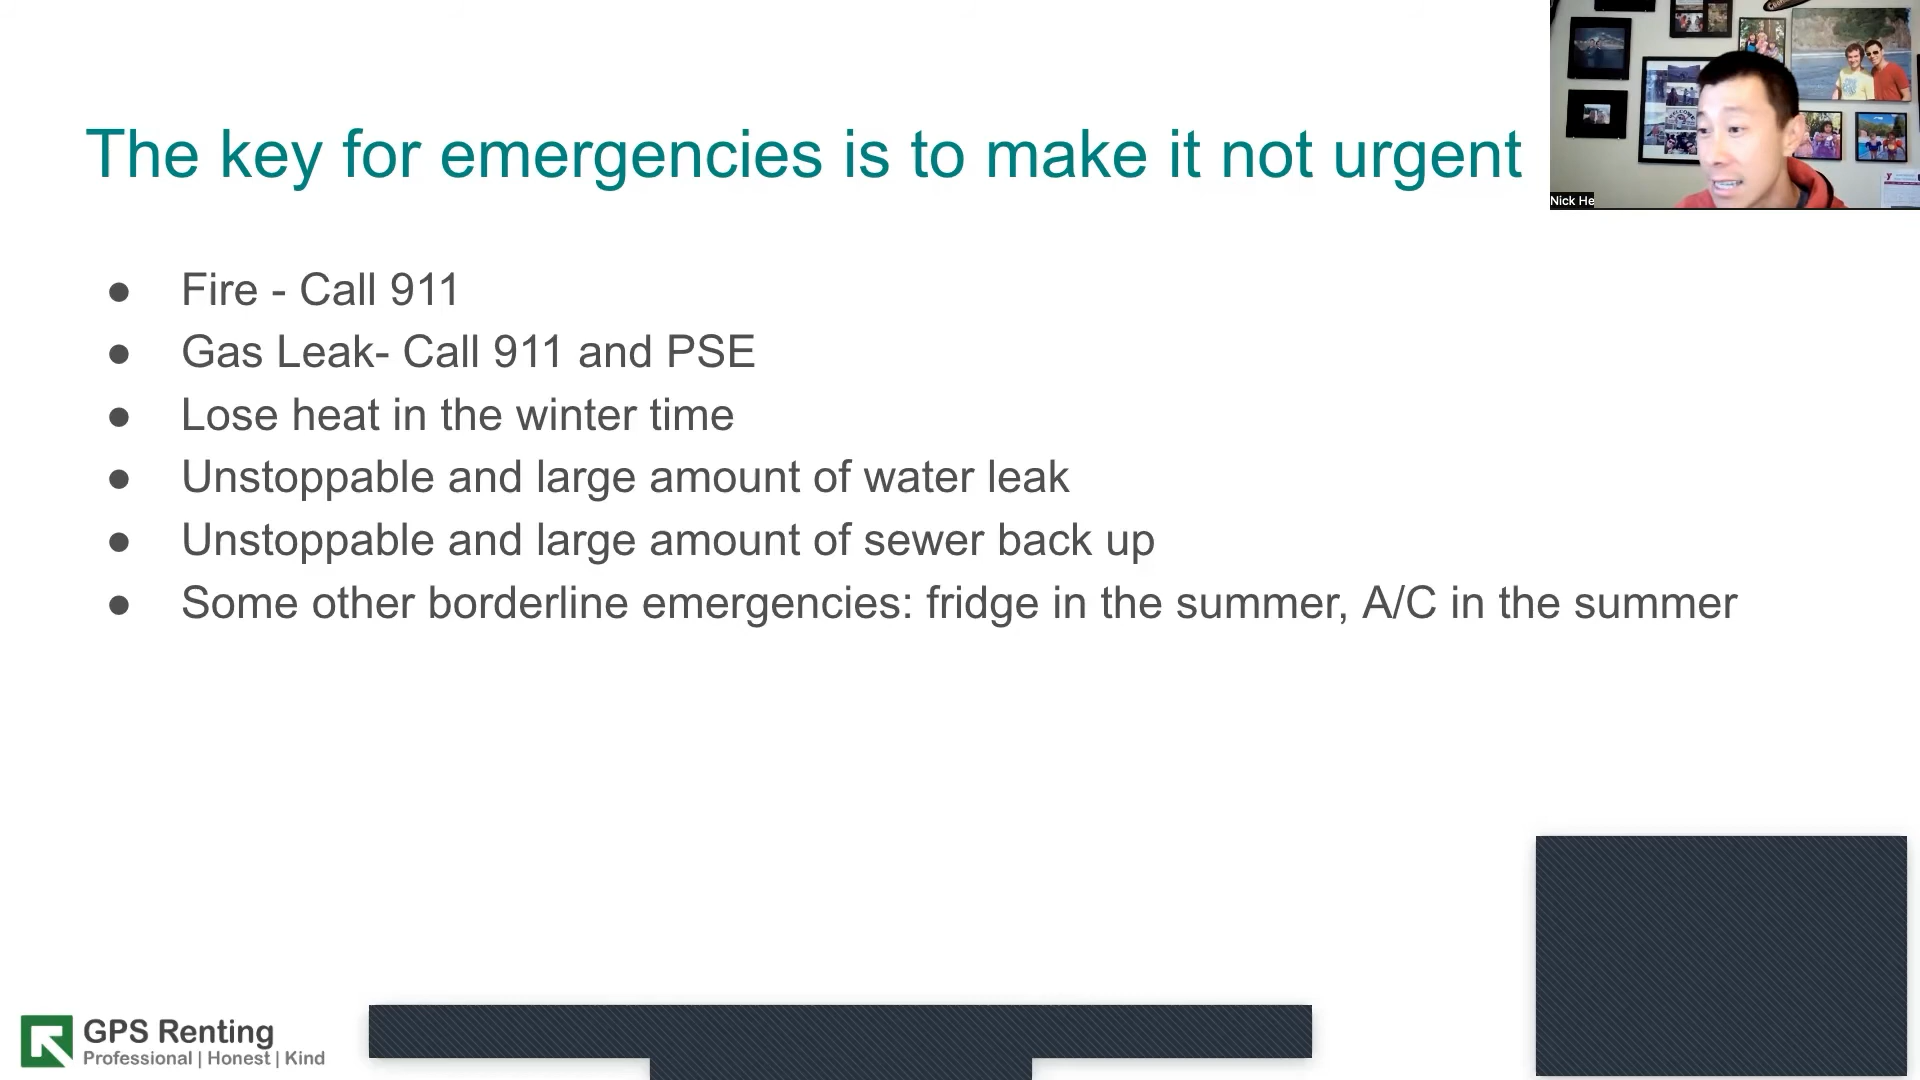 The key for emergencies is to make it not urgent
Nick He
● Fire - Call 911
● Gas Leak- Call 911 and PSE
● Lose heat in the winter time
● Unstoppable and large amount of water leak
● Unstoppable and large amount of sewer back up
● Some other borderline emergencies: fridge in the summer, A/C in the summer
GPS Renting
Professional | Honest | Kind